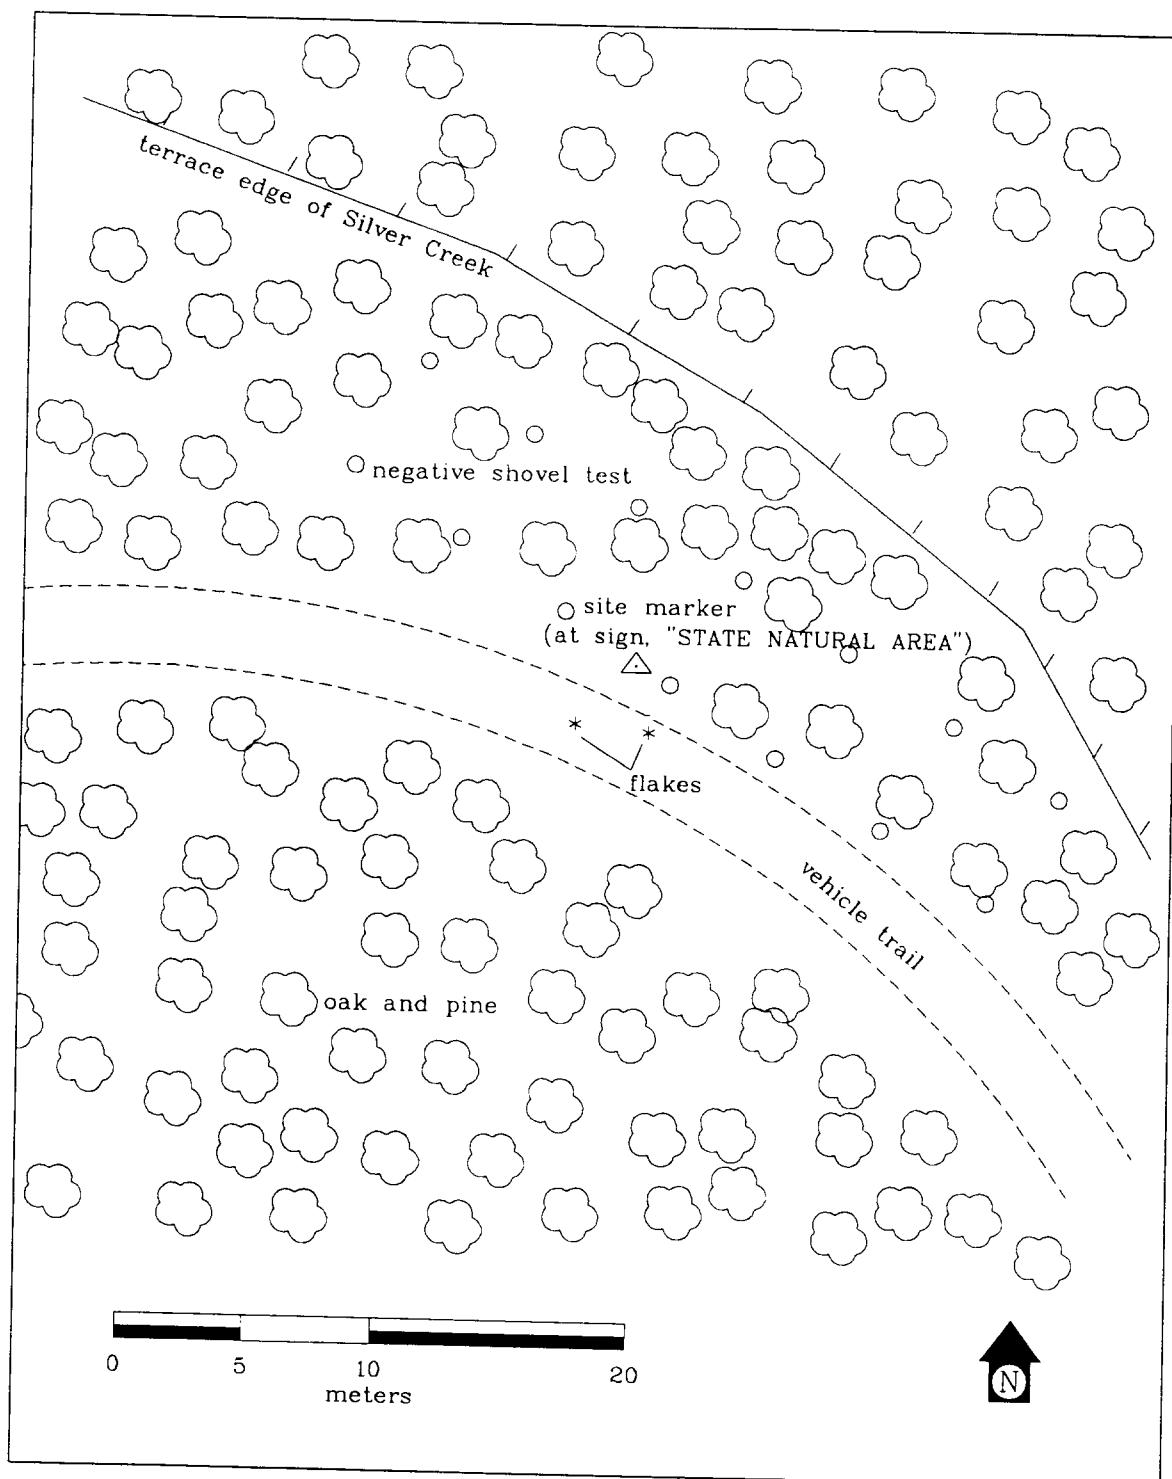 terrace edge of Silver Creek
negative shovel test
site marker
(at sign, "STATE NATURAL AREA")
flakes
vehicle trail
oak and pine
0 5 10 20
meters
N